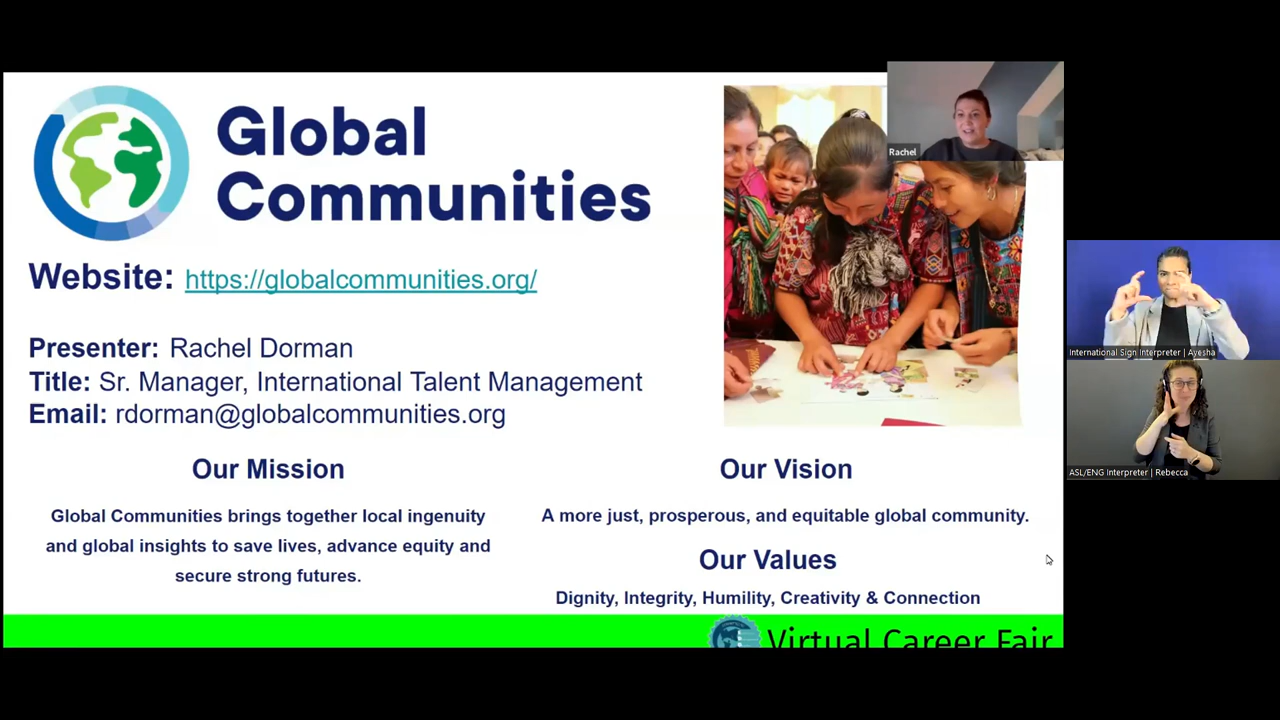 Global
Communities
Rachel
Website: https://globalcommunities.org/
Presenter: Rachel Dorman
Title: Sr. Manager, International Talent Management
Email: rdorman@globalcommunities.org
International Sign Interpreter | Ayesha
ASL/ENG Interpreter | Rebecca
Our Mission
Global Communities brings together local ingenuity
and global insights to save lives, advance equity and
secure strong futures.
Our Vision
A more just, prosperous, and equitable global community.
Our Values
Dignity, Integrity, Humility, Creativity & Connection
Virtual Career Fair